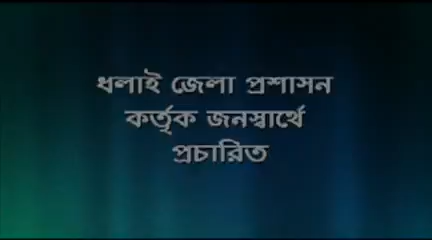 ধলাই জেলা প্রশাসন
কর্তৃক জনস্বার্থে
প্রচারিত